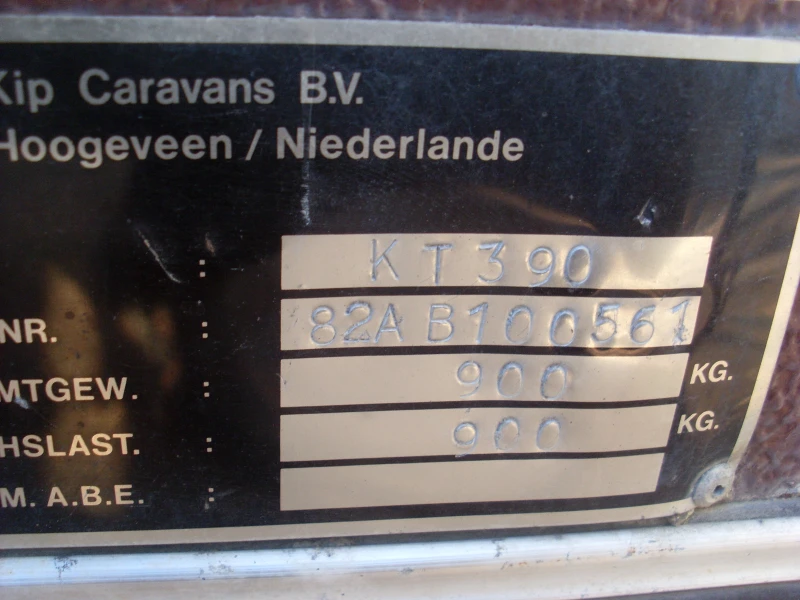 Kip Caravans B.V.
Hoogeveen / Niederlande
: KT390
NR. : 82AB100561
MTGEW. : 900 KG.
HSLAST. : 900 KG.
M. A.B.E. :